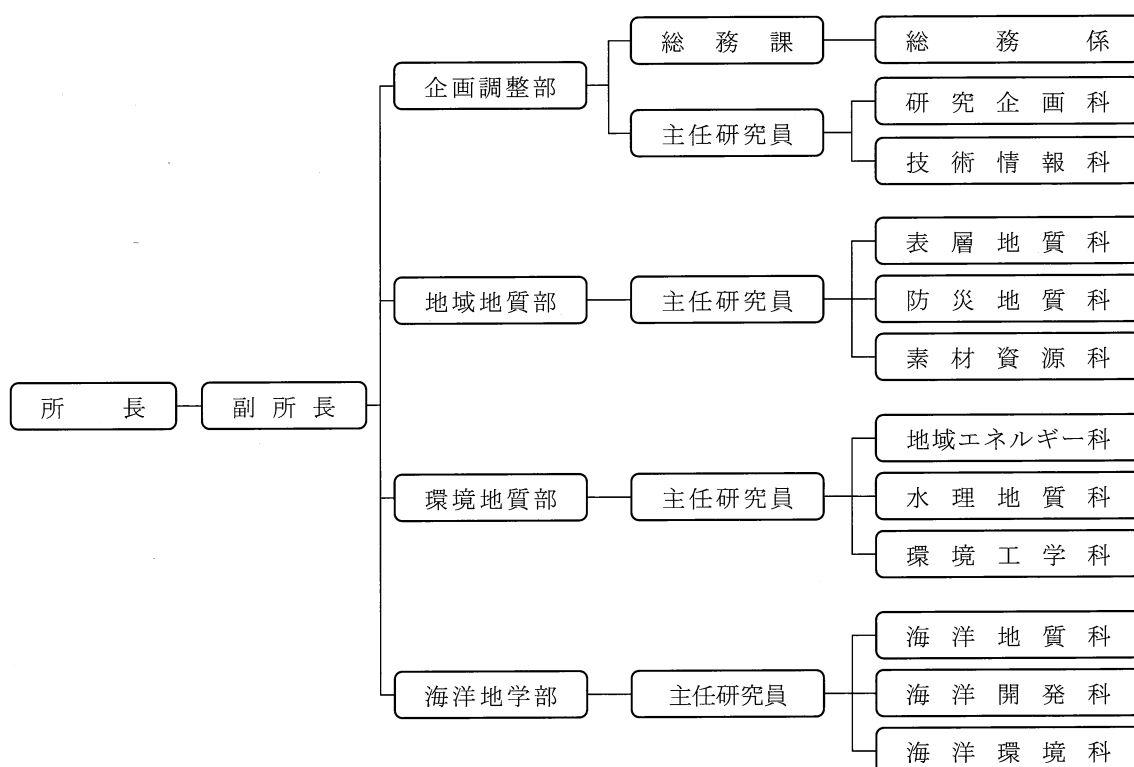 総務課
総務係
企画調整部
研究企画科
主任研究員
技術情報科
表層地質科
地域地質部
主任研究員
防災地質科
素材資源科
所長
副所長
地域エネルギー科
環境地質部
主任研究員
水理地質科
環境工学科
海洋地質科
海洋地学部
主任研究員
海洋開発科
海洋環境科